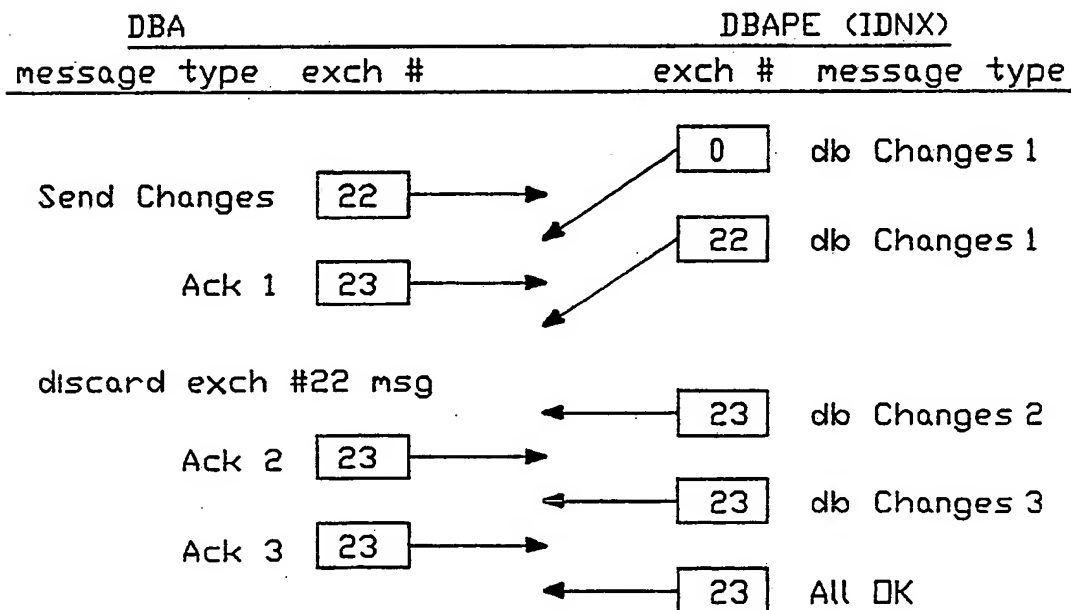 DBA DBAPE (IDNX)
message type exch # exch # message type
0 db Changes 1
Send Changes 22
22 db Changes 1
Ack 1 23
discard exch #22 msg
23 db Changes 2
Ack 2 23
23 db Changes 3
Ack 3 23
23 All OK